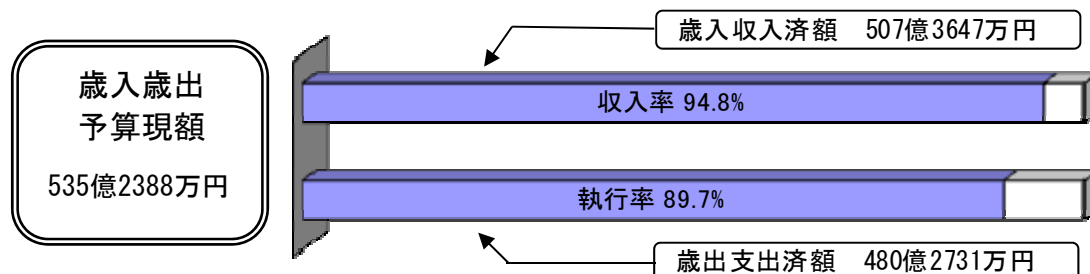 歳入収入済額　507億3647万円
歳入歳出
予算現額
535億2388万円
収入率 94.8%
執行率 89.7%
歳出支出済額　480億2731万円